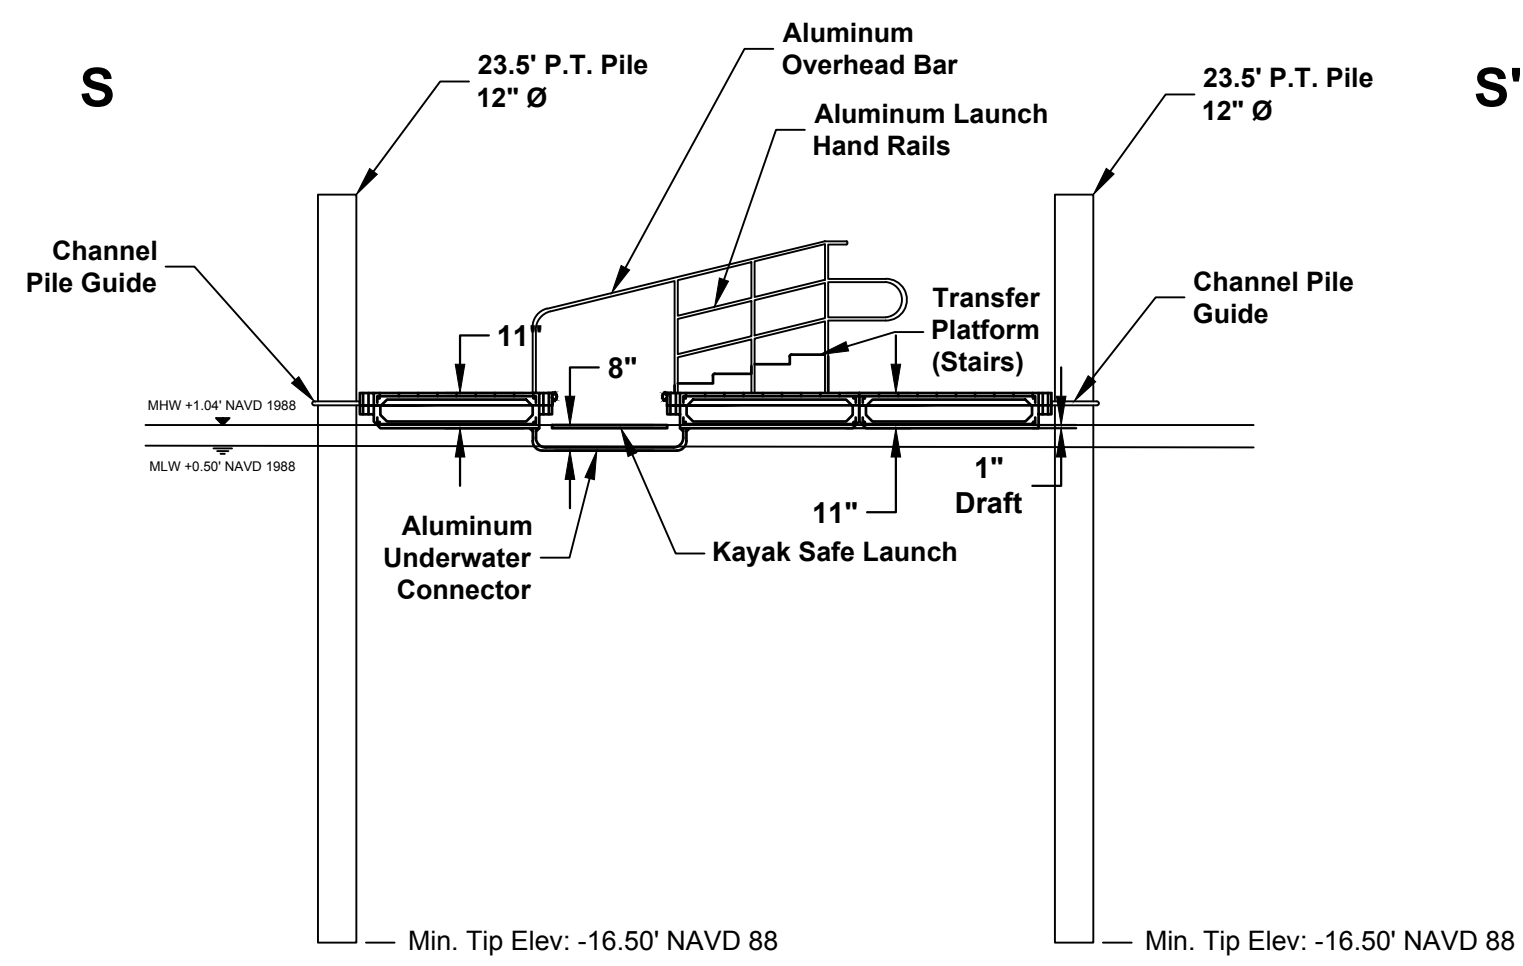 S
S'
23.5' P.T. Pile
12" Ø
Aluminum
Overhead Bar
23.5' P.T. Pile
12" Ø
Aluminum Launch
Hand Rails
Channel
Pile Guide
Channel Pile
Guide
Transfer
Platform
(Stairs)
11"
8"
MHW +1.04' NAVD 1988
MLW +0.50' NAVD 1988
1"
Draft
11"
Aluminum
Underwater
Connector
Kayak Safe Launch
Min. Tip Elev: -16.50' NAVD 88
Min. Tip Elev: -16.50' NAVD 88